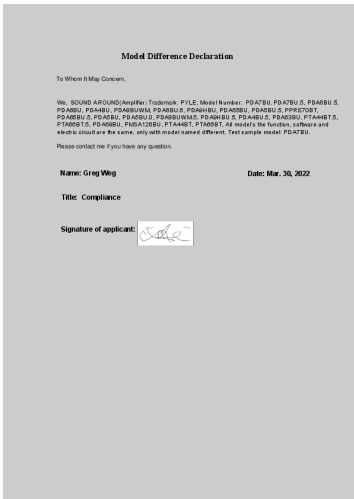 Model Difference Declaration
To Whom It May Concern,
We, SOUND AROUND(Amplifier; Trademark: PYLE; Model Number: PDA7BU, PDA7BU.5, PDA6BU.5,
PDA6BU, PDA4BU, PDA8BUWM, PDA6BU.6, PDA9HBU, PDA65BU, PDA5BU.5, PPRE70BT,
PDA65BU.5, PDA5BU, PDA5BU.0, PDA8BUWM.5, PDA9HBU.5, PDA4BU.5, PDA63BU, PTA44BT.5,
PTA66BT.5, PDA69BU, PMSA126BU, PTA44BT, PTA66BT. All model's the function, software and
electric circuit are the same, only with model named different. Test sample model: PDA7BU.
Please contact me if you have any question.
Name: Greg Weg
Date: Mar. 30, 2022
Title: Compliance
Signature of applicant: